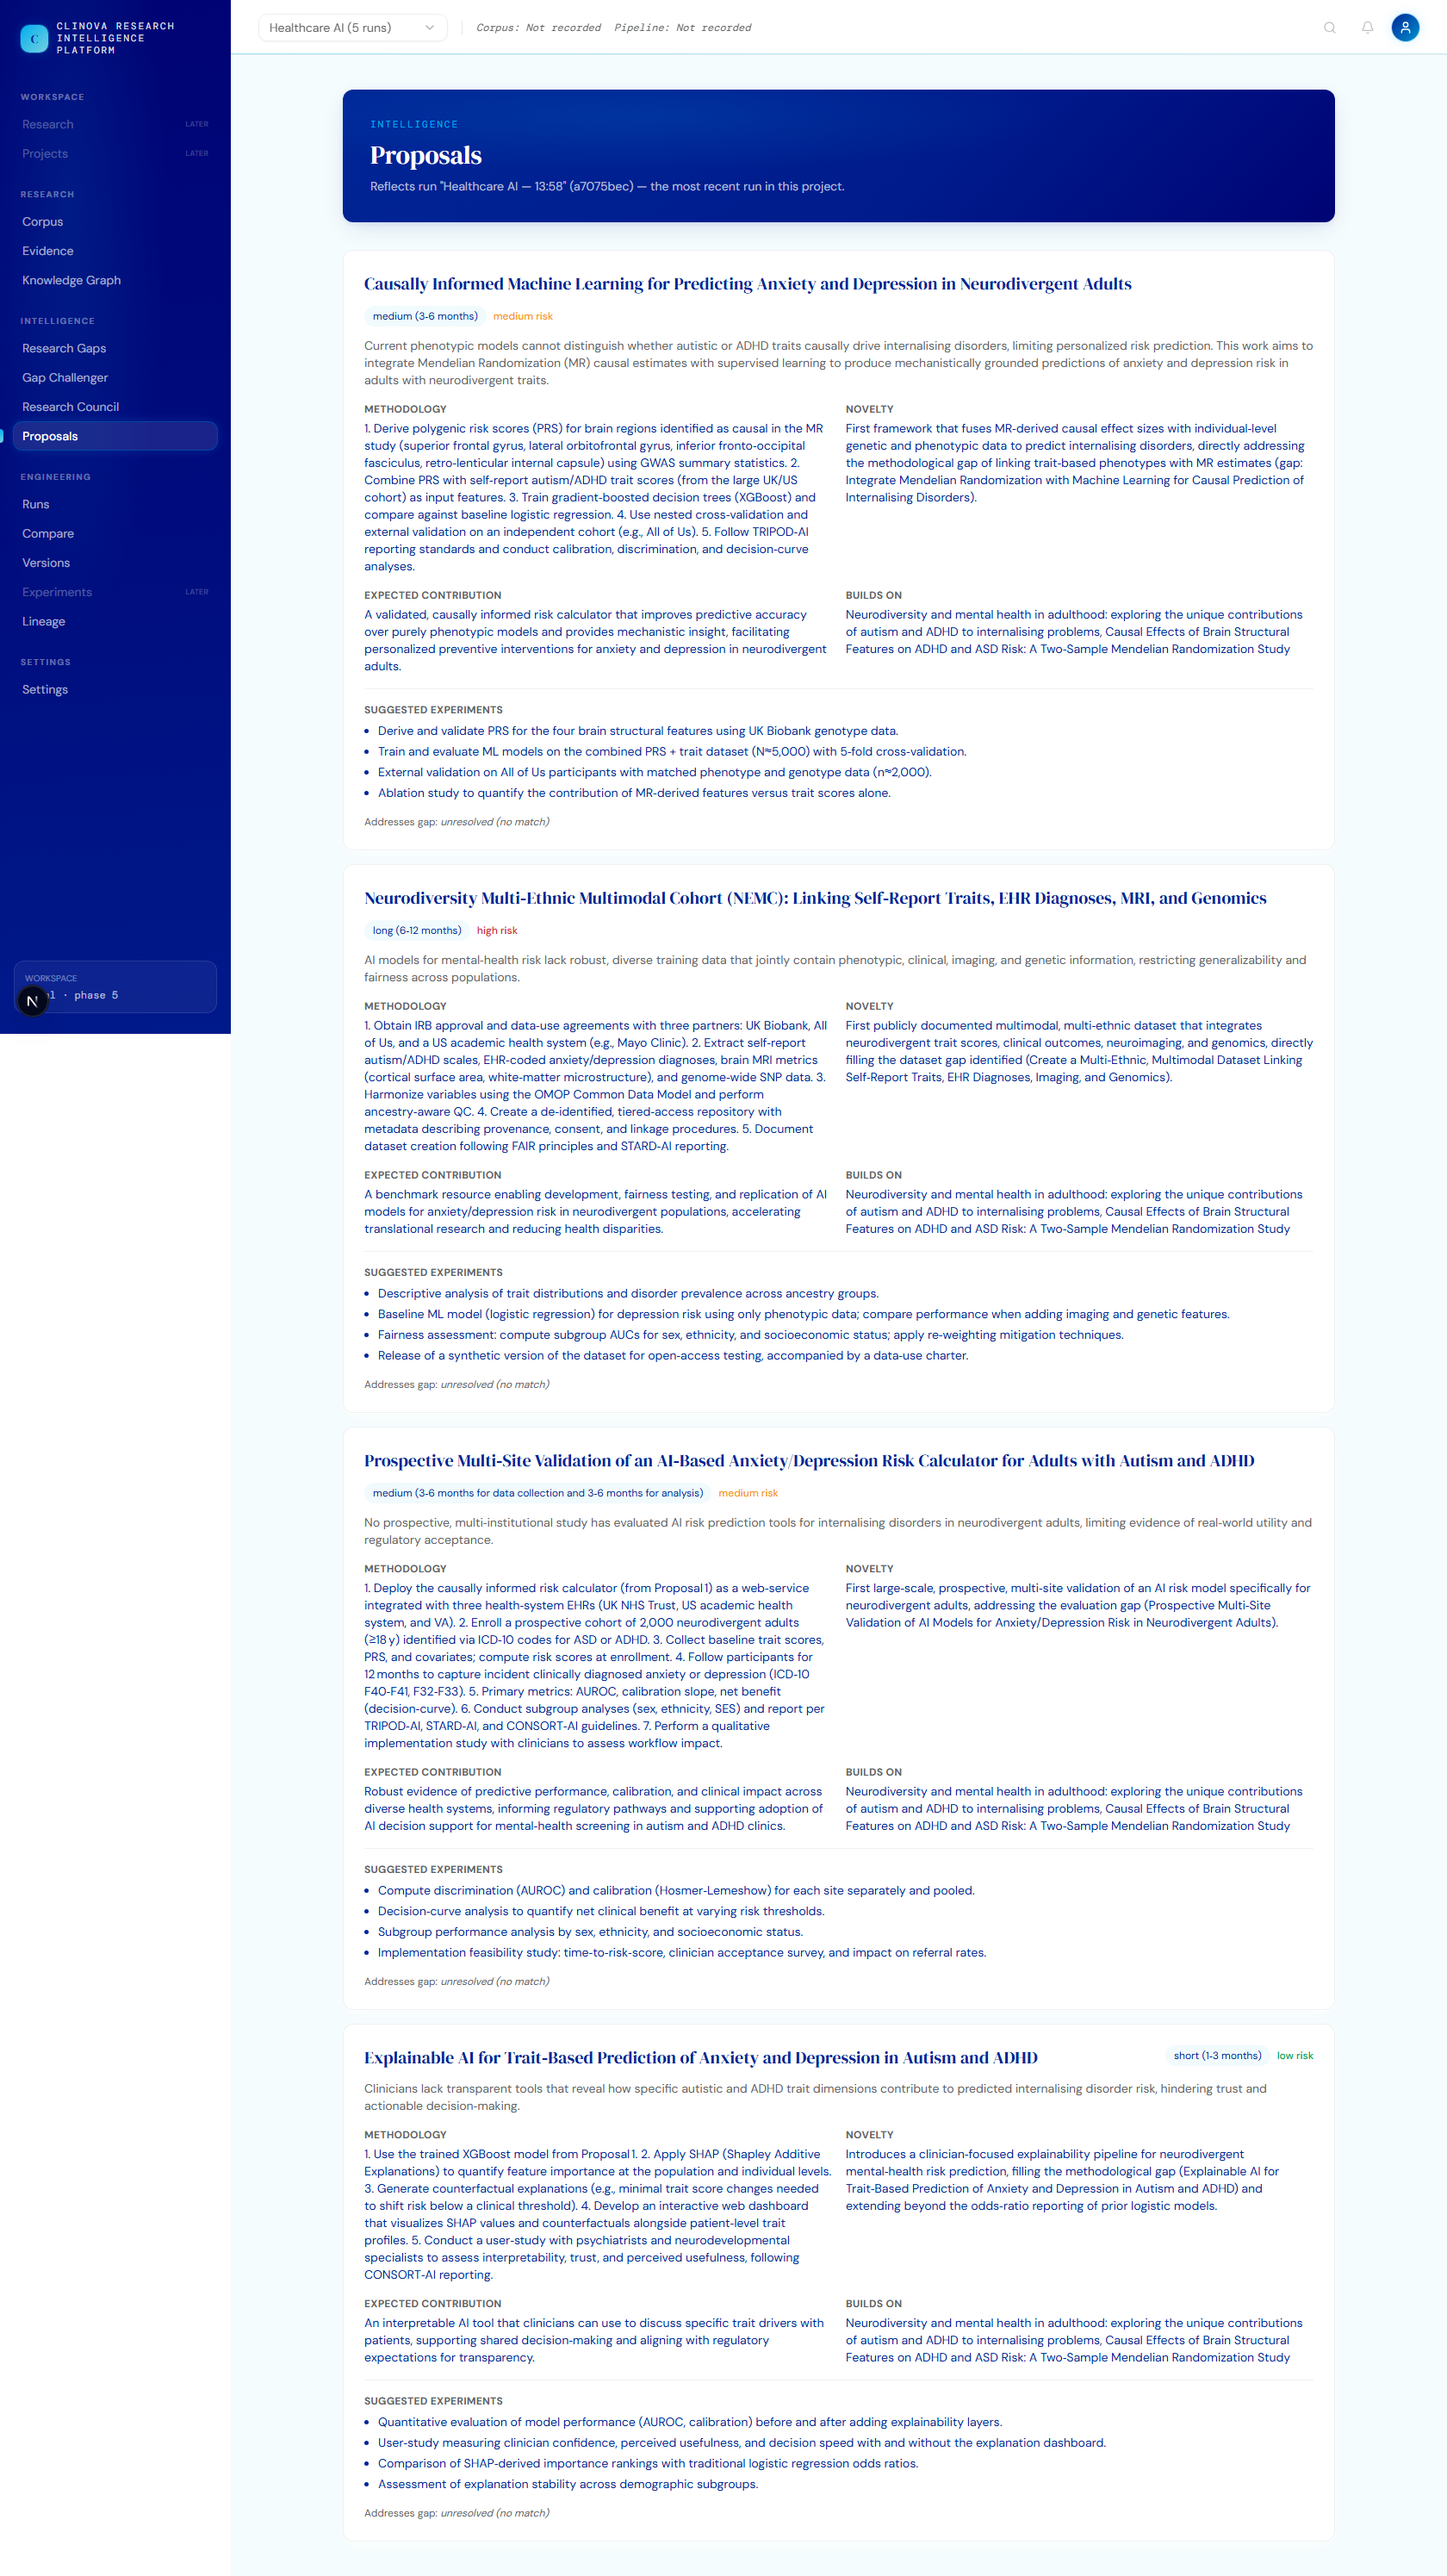 CLINOVA RESEARCH
INTELLIGENCE
PLATFORM
C
WORKSPACE
Research LATER
Projects LATER
RESEARCH
Corpus
Evidence
Knowledge Graph
INTELLIGENCE
Research Gaps
Gap Challenger
Research Council
Proposals
ENGINEERING
Runs
Compare
Versions
Experiments LATER
Lineage
SETTINGS
Settings
WORKSPACE
· phase 5
N
Healthcare AI (5 runs)
Corpus: Not recorded Pipeline: Not recorded
INTELLIGENCE
Proposals
Reflects run "Healthcare AI — 13:58" (a7075bec) — the most recent run in this project.
Causally Informed Machine Learning for Predicting Anxiety and Depression in Neurodivergent Adults
medium (3-6 months) medium risk
Current phenotypic models cannot distinguish whether autistic or ADHD traits causally drive internalising disorders, limiting personalized risk prediction. This work aims to
integrate Mendelian Randomization (MR) causal estimates with supervised learning to produce mechanistically grounded predictions of anxiety and depression risk in
adults with neurodivergent traits.
METHODOLOGY
1. Derive polygenic risk scores (PRS) for brain regions identified as causal in the MR
study (superior frontal gyrus, lateral orbitofrontal gyrus, inferior fronto-occipital
fasciculus, retro-lenticular internal capsule) using GWAS summary statistics. 2.
Combine PRS with self-report autism/ADHD trait scores (from the large UK/US
cohort) as input features. 3. Train gradient-boosted decision trees (XGBoost) and
compare against baseline logistic regression. 4. Use nested cross-validation and
external validation on an independent cohort (e.g., All of Us). 5. Follow TRIPOD-AI
reporting standards and conduct calibration, discrimination, and decision-curve
analyses.
NOVELTY
First framework that fuses MR-derived causal effect sizes with individual-level
genetic and phenotypic data to predict internalising disorders, directly addressing
the methodological gap of linking trait-based phenotypes with MR estimates (gap:
Integrate Mendelian Randomization with Machine Learning for Causal Prediction of
Internalising Disorders).
EXPECTED CONTRIBUTION
A validated, causally informed risk calculator that improves predictive accuracy
over purely phenotypic models and provides mechanistic insight, facilitating
personalized preventive interventions for anxiety and depression in neurodivergent
adults.
BUILDS ON
Neurodiversity and mental health in adulthood: exploring the unique contributions
of autism and ADHD to internalising problems, Causal Effects of Brain Structural
Features on ADHD and ASD Risk: A Two-Sample Mendelian Randomization Study
SUGGESTED EXPERIMENTS
• Derive and validate PRS for the four brain structural features using UK Biobank genotype data.
• Train and evaluate ML models on the combined PRS + trait dataset (N≈5,000) with 5-fold cross-validation.
• External validation on All of Us participants with matched phenotype and genotype data (n≈2,000).
• Ablation study to quantify the contribution of MR-derived features versus trait scores alone.
Addresses gap: unresolved (no match)
Neurodiversity Multi-Ethnic Multimodal Cohort (NEMC): Linking Self-Report Traits, EHR Diagnoses, MRI, and Genomics
long (6-12 months) high risk
AI models for mental-health risk lack robust, diverse training data that jointly contain phenotypic, clinical, imaging, and genetic information, restricting generalizability and
fairness across populations.
METHODOLOGY
1. Obtain IRB approval and data-use agreements with three partners: UK Biobank, All
of Us, and a US academic health system (e.g., Mayo Clinic). 2. Extract self-report
autism/ADHD scales, EHR-coded anxiety/depression diagnoses, brain MRI metrics
(cortical surface area, white-matter microstructure), and genome-wide SNP data. 3.
Harmonize variables using the OMOP Common Data Model and perform
ancestry-aware QC. 4. Create a de-identified, tiered-access repository with
metadata describing provenance, consent, and linkage procedures. 5. Document
dataset creation following FAIR principles and STARD-AI reporting.
NOVELTY
First publicly documented multimodal, multi-ethnic dataset that integrates
neurodivergent trait scores, clinical outcomes, neuroimaging, and genomics, directly
filling the dataset gap identified (Create a Multi-Ethnic, Multimodal Dataset Linking
Self-Report Traits, EHR Diagnoses, Imaging, and Genomics).
EXPECTED CONTRIBUTION
A benchmark resource enabling development, fairness testing, and replication of AI
models for anxiety/depression risk in neurodivergent populations, accelerating
translational research and reducing health disparities.
BUILDS ON
Neurodiversity and mental health in adulthood: exploring the unique contributions
of autism and ADHD to internalising problems, Causal Effects of Brain Structural
Features on ADHD and ASD Risk: A Two-Sample Mendelian Randomization Study
SUGGESTED EXPERIMENTS
• Descriptive analysis of trait distributions and disorder prevalence across ancestry groups.
• Baseline ML model (logistic regression) for depression risk using only phenotypic data; compare performance when adding imaging and genetic features.
• Fairness assessment: compute subgroup AUCs for sex, ethnicity, and socioeconomic status; apply re-weighting mitigation techniques.
• Release of a synthetic version of the dataset for open-access testing, accompanied by a data-use charter.
Addresses gap: unresolved (no match)
Prospective Multi-Site Validation of an AI-Based Anxiety/Depression Risk Calculator for Adults with Autism and ADHD
medium (3-6 months for data collection and 3-6 months for analysis) medium risk
No prospective, multi-institutional study has evaluated AI risk prediction tools for internalising disorders in neurodivergent adults, limiting evidence of real-world utility and
regulatory acceptance.
METHODOLOGY
1. Deploy the causally informed risk calculator (from Proposal 1) as a web-service
integrated with three health-system EHRs (UK NHS Trust, US academic health
system, and VA). 2. Enroll a prospective cohort of 2,000 neurodivergent adults
(≥18 y) identified via ICD-10 codes for ASD or ADHD. 3. Collect baseline trait scores,
PRS, and covariates; compute risk scores at enrollment. 4. Follow participants for
12 months to capture incident clinically diagnosed anxiety or depression (ICD-10
F40-F41, F32-F33). 5. Primary metrics: AUROC, calibration slope, net benefit
(decision-curve). 6. Conduct subgroup analyses (sex, ethnicity, SES) and report per
TRIPOD-AI, STARD-AI, and CONSORT-AI guidelines. 7. Perform a qualitative
implementation study with clinicians to assess workflow impact.
NOVELTY
First large-scale, prospective, multi-site validation of an AI risk model specifically for
neurodivergent adults, addressing the evaluation gap (Prospective Multi-Site
Validation of AI Models for Anxiety/Depression Risk in Neurodivergent Adults).
EXPECTED CONTRIBUTION
Robust evidence of predictive performance, calibration, and clinical impact across
diverse health systems, informing regulatory pathways and supporting adoption of
AI decision support for mental-health screening in autism and ADHD clinics.
BUILDS ON
Neurodiversity and mental health in adulthood: exploring the unique contributions
of autism and ADHD to internalising problems, Causal Effects of Brain Structural
Features on ADHD and ASD Risk: A Two-Sample Mendelian Randomization Study
SUGGESTED EXPERIMENTS
• Compute discrimination (AUROC) and calibration (Hosmer-Lemeshow) for each site separately and pooled.
• Decision-curve analysis to quantify net clinical benefit at varying risk thresholds.
• Subgroup performance analysis by sex, ethnicity, and socioeconomic status.
• Implementation feasibility study: time-to-risk-score, clinician acceptance survey, and impact on referral rates.
Addresses gap: unresolved (no match)
Explainable AI for Trait-Based Prediction of Anxiety and Depression in Autism and ADHD
short (1-3 months) low risk
Clinicians lack transparent tools that reveal how specific autistic and ADHD trait dimensions contribute to predicted internalising disorder risk, hindering trust and
actionable decision-making.
METHODOLOGY
1. Use the trained XGBoost model from Proposal 1. 2. Apply SHAP (Shapley Additive
Explanations) to quantify feature importance at the population and individual levels.
3. Generate counterfactual explanations (e.g., minimal trait score changes needed
to shift risk below a clinical threshold). 4. Develop an interactive web dashboard
that visualizes SHAP values and counterfactuals alongside patient-level trait
profiles. 5. Conduct a user-study with psychiatrists and neurodevelopmental
specialists to assess interpretability, trust, and perceived usefulness, following
CONSORT-AI reporting.
NOVELTY
Introduces a clinician-focused explainability pipeline for neurodivergent
mental-health risk prediction, filling the methodological gap (Explainable AI for
Trait-Based Prediction of Anxiety and Depression in Autism and ADHD) and
extending beyond the odds-ratio reporting of prior logistic models.
EXPECTED CONTRIBUTION
An interpretable AI tool that clinicians can use to discuss specific trait drivers with
patients, supporting shared decision-making and aligning with regulatory
expectations for transparency.
BUILDS ON
Neurodiversity and mental health in adulthood: exploring the unique contributions
of autism and ADHD to internalising problems, Causal Effects of Brain Structural
Features on ADHD and ASD Risk: A Two-Sample Mendelian Randomization Study
SUGGESTED EXPERIMENTS
• Quantitative evaluation of model performance (AUROC, calibration) before and after adding explainability layers.
• User-study measuring clinician confidence, perceived usefulness, and decision speed with and without the explanation dashboard.
• Comparison of SHAP-derived importance rankings with traditional logistic regression odds ratios.
• Assessment of explanation stability across demographic subgroups.
Addresses gap: unresolved (no match)